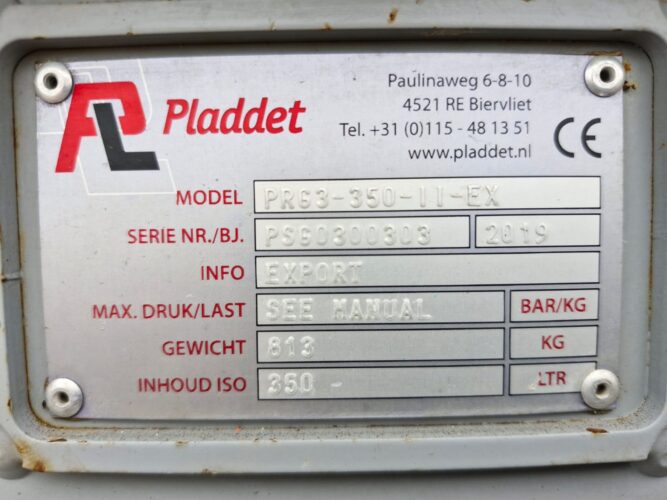 PL Pladdet
Paulinaweg 6-8-10
4521 RE Biervliet
Tel. +31 (0)115 - 48 13 51
www.pladdet.nl
CE
MODEL PRG3-350-II-EX
SERIE NR./BJ. PSG0300303 2019
INFO EXPORT
MAX. DRUK/LAST SEE MANUAL BAR/KG
GEWICHT 813 KG
INHOUD ISO 350 - LTR